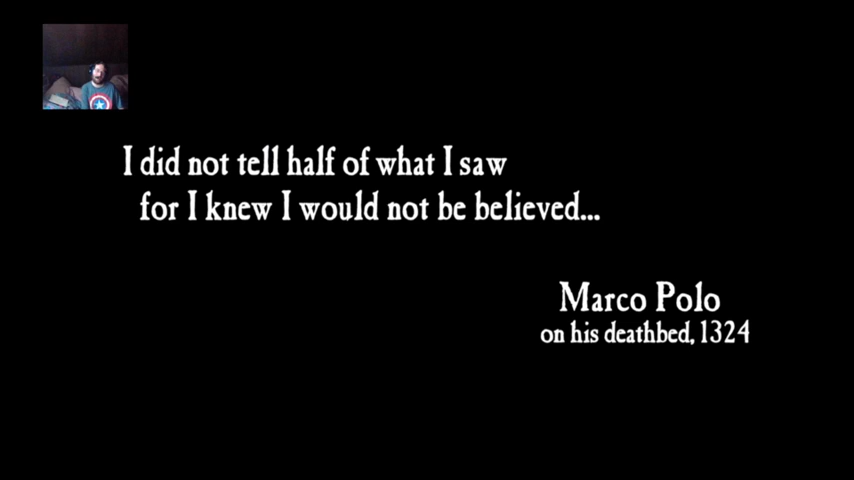 I did not tell half of what I saw
for I knew I would not be believed...
Marco Polo
on his deathbed, 1324